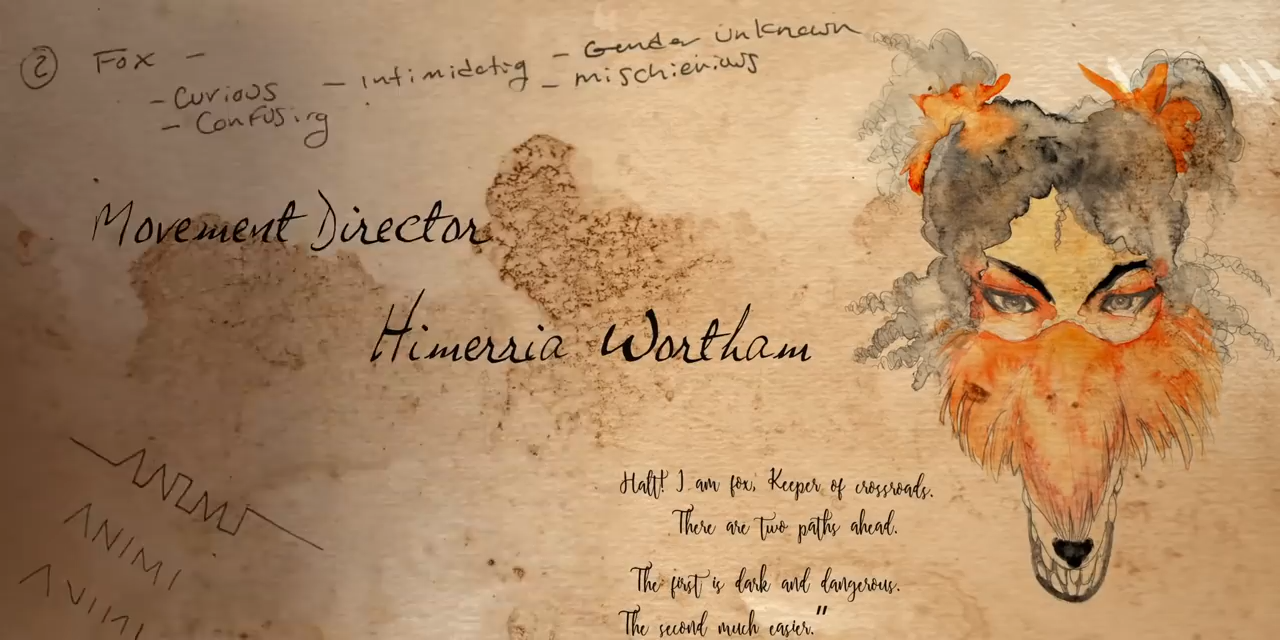 ② Fox -
- Curious - intimidating - Gender unknown
- Confusing - mischievious
Movement Director
Himerria Wortham
ANIMI
ANIMI
ANIMI
Halt! I am fox, Keeper of crossroads.
There are two paths ahead.
The first is dark and dangerous.
The second much easier."